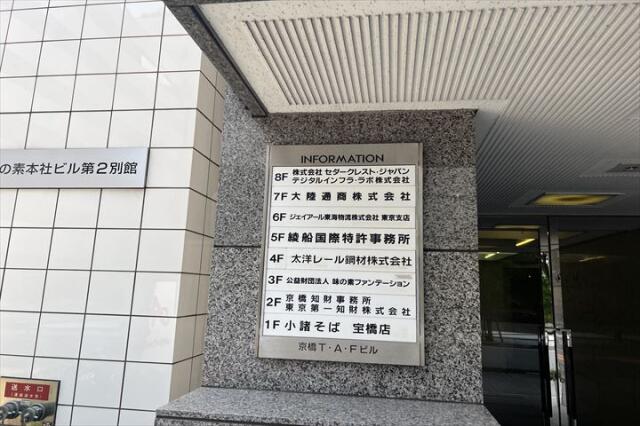 の素本社ビル第2別館
INFORMATION
8F 株式会社 セダークレスト・ジャパン
デジタルインフラ・ラボ株式会社
7F 大陸通商株式会社
6F ジェイアール東海物流株式会社 東京支店
5F 綾船国際特許事務所
4F 太洋レール鋼材株式会社
3F 公益財団法人 味の素ファンデーション
2F 京橋知財事務所
東京第一知財株式会社
1F 小諸そば 宝橋店
京橋T・A・Fビル
送水口